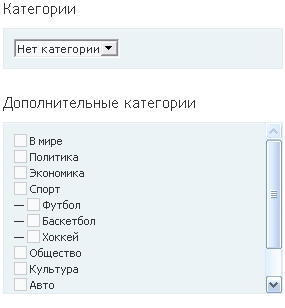 Категории
Нет категории
Дополнительные категории
В мире
Политика
Экономика
Спорт
— Футбол
— Баскетбол
— Хоккей
Общество
Культура
Авто